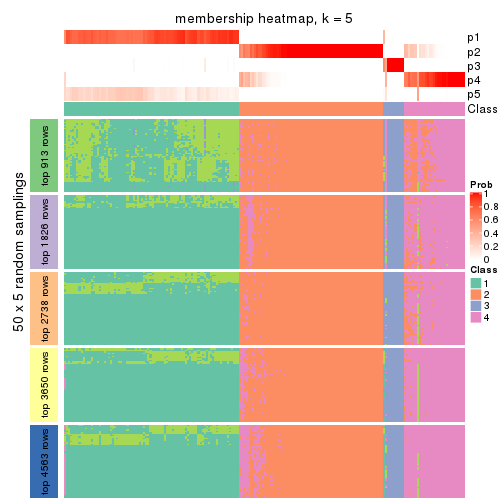 membership heatmap, k = 5
p1
p2
p3
p4
p5
Class
50 x 5 random samplings
top 913 rows
top 1826 rows
top 2738 rows
top 3650 rows
top 4563 rows
Prob
1
0.8
0.6
0.4
0.2
0
Class
1
2
3
4